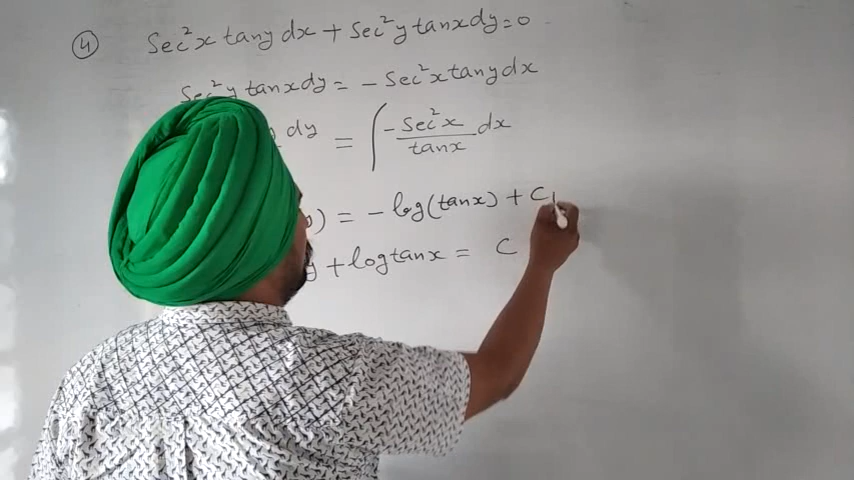 ④ Sec²x tany dx + Sec²y tanx dy = 0
Sec²y tanx dy = - Sec²x tany dx
dy = ∫ -Sec²x/tanx dx
) = - log(tanx) + C₁
y + log tanx = C